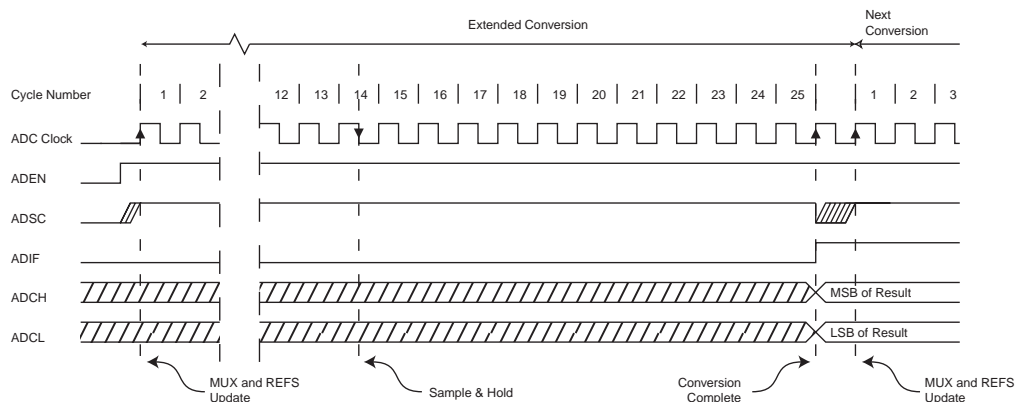 Extended Conversion
Next
Conversion
Cycle Number 1 2 12 13 14 15 16 17 18 19 20 21 22 23 24 25 1 2 3
ADC Clock
ADEN
ADSC
ADIF
ADCH MSB of Result
ADCL LSB of Result
MUX and REFS
Update
Sample & Hold
Conversion
Complete
MUX and REFS
Update